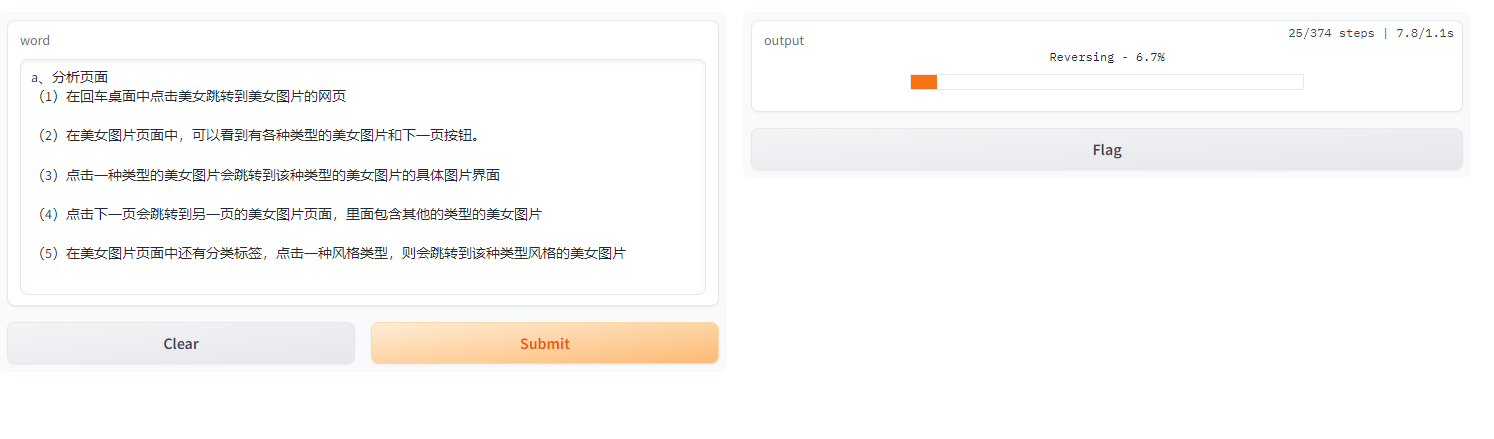 word
a、分析页面
（1）在回车桌面中点击美女跳转到美女图片的网页
（2）在美女图片页面中，可以看到有各种类型的美女图片和下一页按钮。
（3）点击一种类型的美女图片会跳转到该种类型的美女图片的具体图片界面
（4）点击下一页会跳转到另一页的美女图片页面，里面包含其他的类型的美女图片
（5）在美女图片页面中还有分类标签，点击一种风格类型，则会跳转到该种类型风格的美女图片
Clear
Submit
output
25/374 steps | 7.8/1.1s
Reversing - 6.7%
Flag